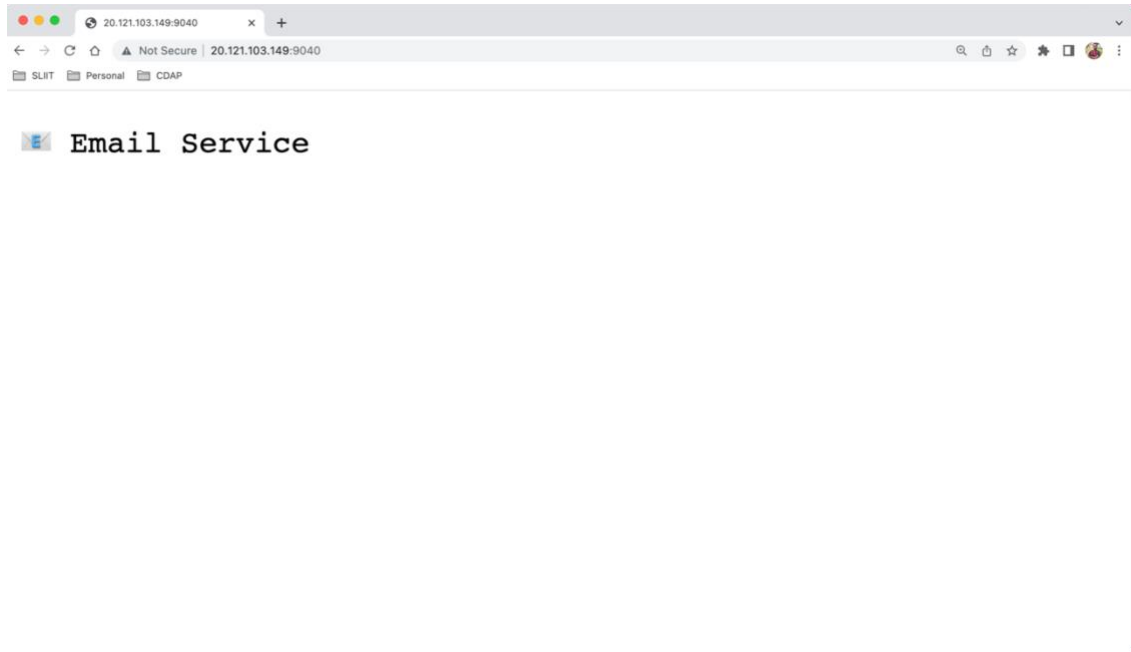 20.121.103.149:9040
Not Secure | 20.121.103.149:9040
SLIIT Personal CDAP
📧 Email Service